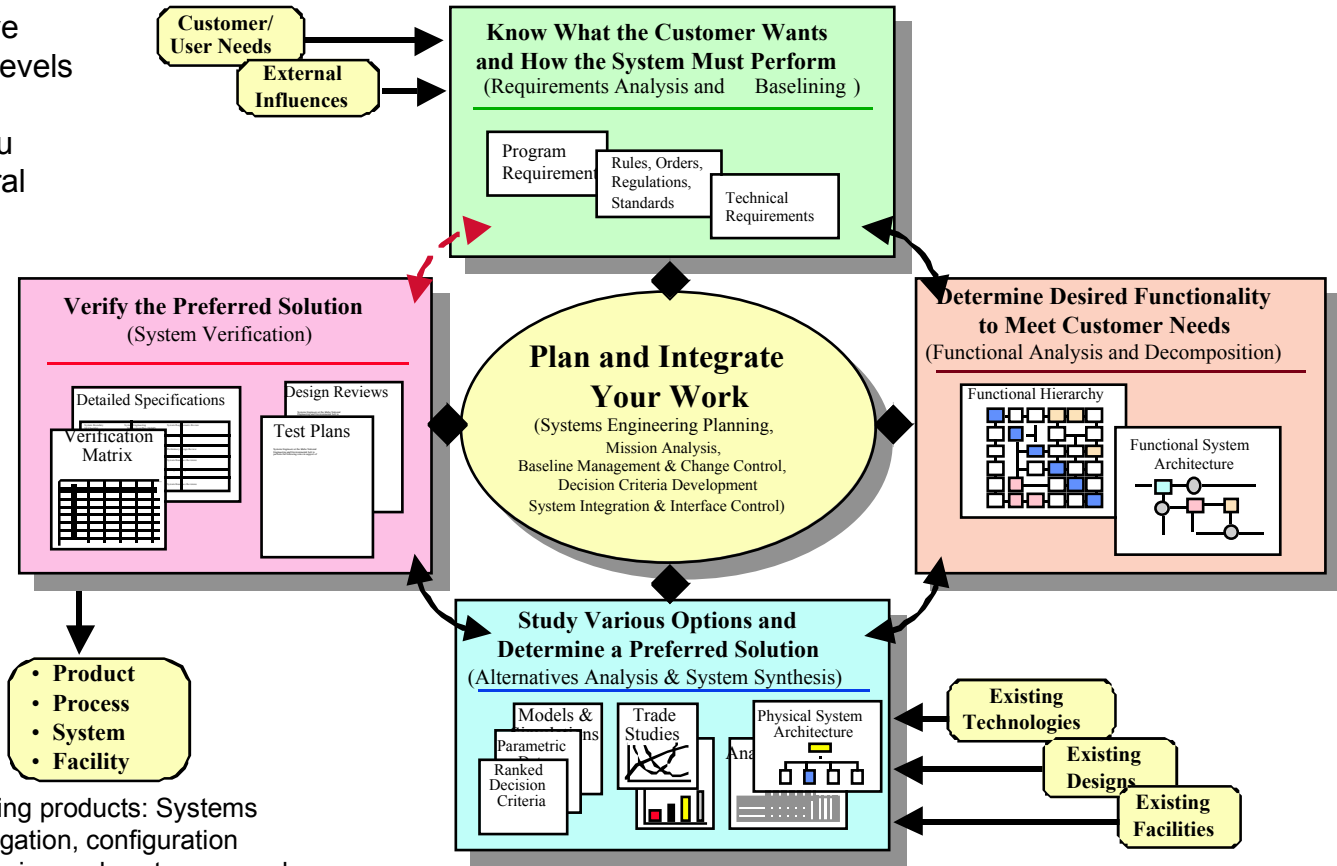 Customer/
User Needs
External
Influences
Know What the Customer Wants
and How the System Must Perform
(Requirements Analysis and Baselining )
Program
Rules, Orders,
Regulations,
Standards
Technical
Requirements
Verify the Preferred Solution
(System Verification)
Detailed Specifications
Verification
Matrix
Design Reviews
Test Plans
Plan and Integrate
Your Work
(Systems Engineering Planning,
Mission Analysis,
Baseline Management & Change Control,
Decision Criteria Development
System Integration & Interface Control)
Determine Desired Functionality
to Meet Customer Needs
(Functional Analysis and Decomposition)
Functional Hierarchy
Functional System
Architecture
Study Various Options and
Determine a Preferred Solution
(Alternatives Analysis & System Synthesis)
Models &
Parametric
Ranked
Decision
Criteria
Trade
Studies
Physical System
Architecture
• Product
• Process
• System
• Facility
Existing
Technologies
Existing
Designs
Existing
Facilities
products: Systems
configuration